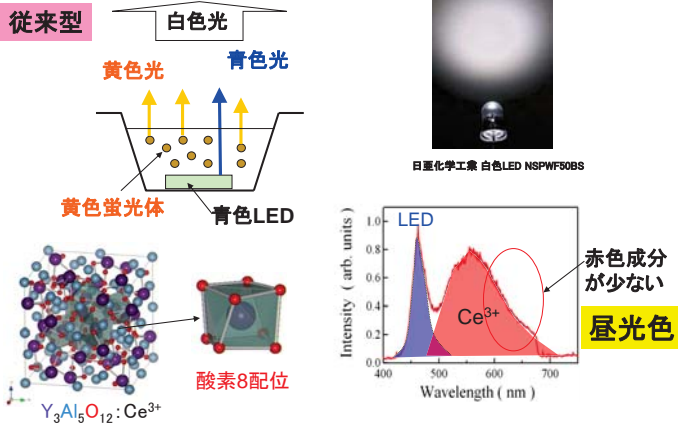 従来型
白色光
黄色光
青色光
黄色蛍光体
青色LED
日亜化学工業 白色LED NSPWF50BS
Y₃Al₅O₁₂:Ce³⁺
酸素8配位
Intensity ( arb. units )
1.0
0.8
0.6
0.4
0.2
0.0
LED
Ce³⁺
400
500
600
700
Wavelength ( nm )
赤色成分
が少ない
昼光色